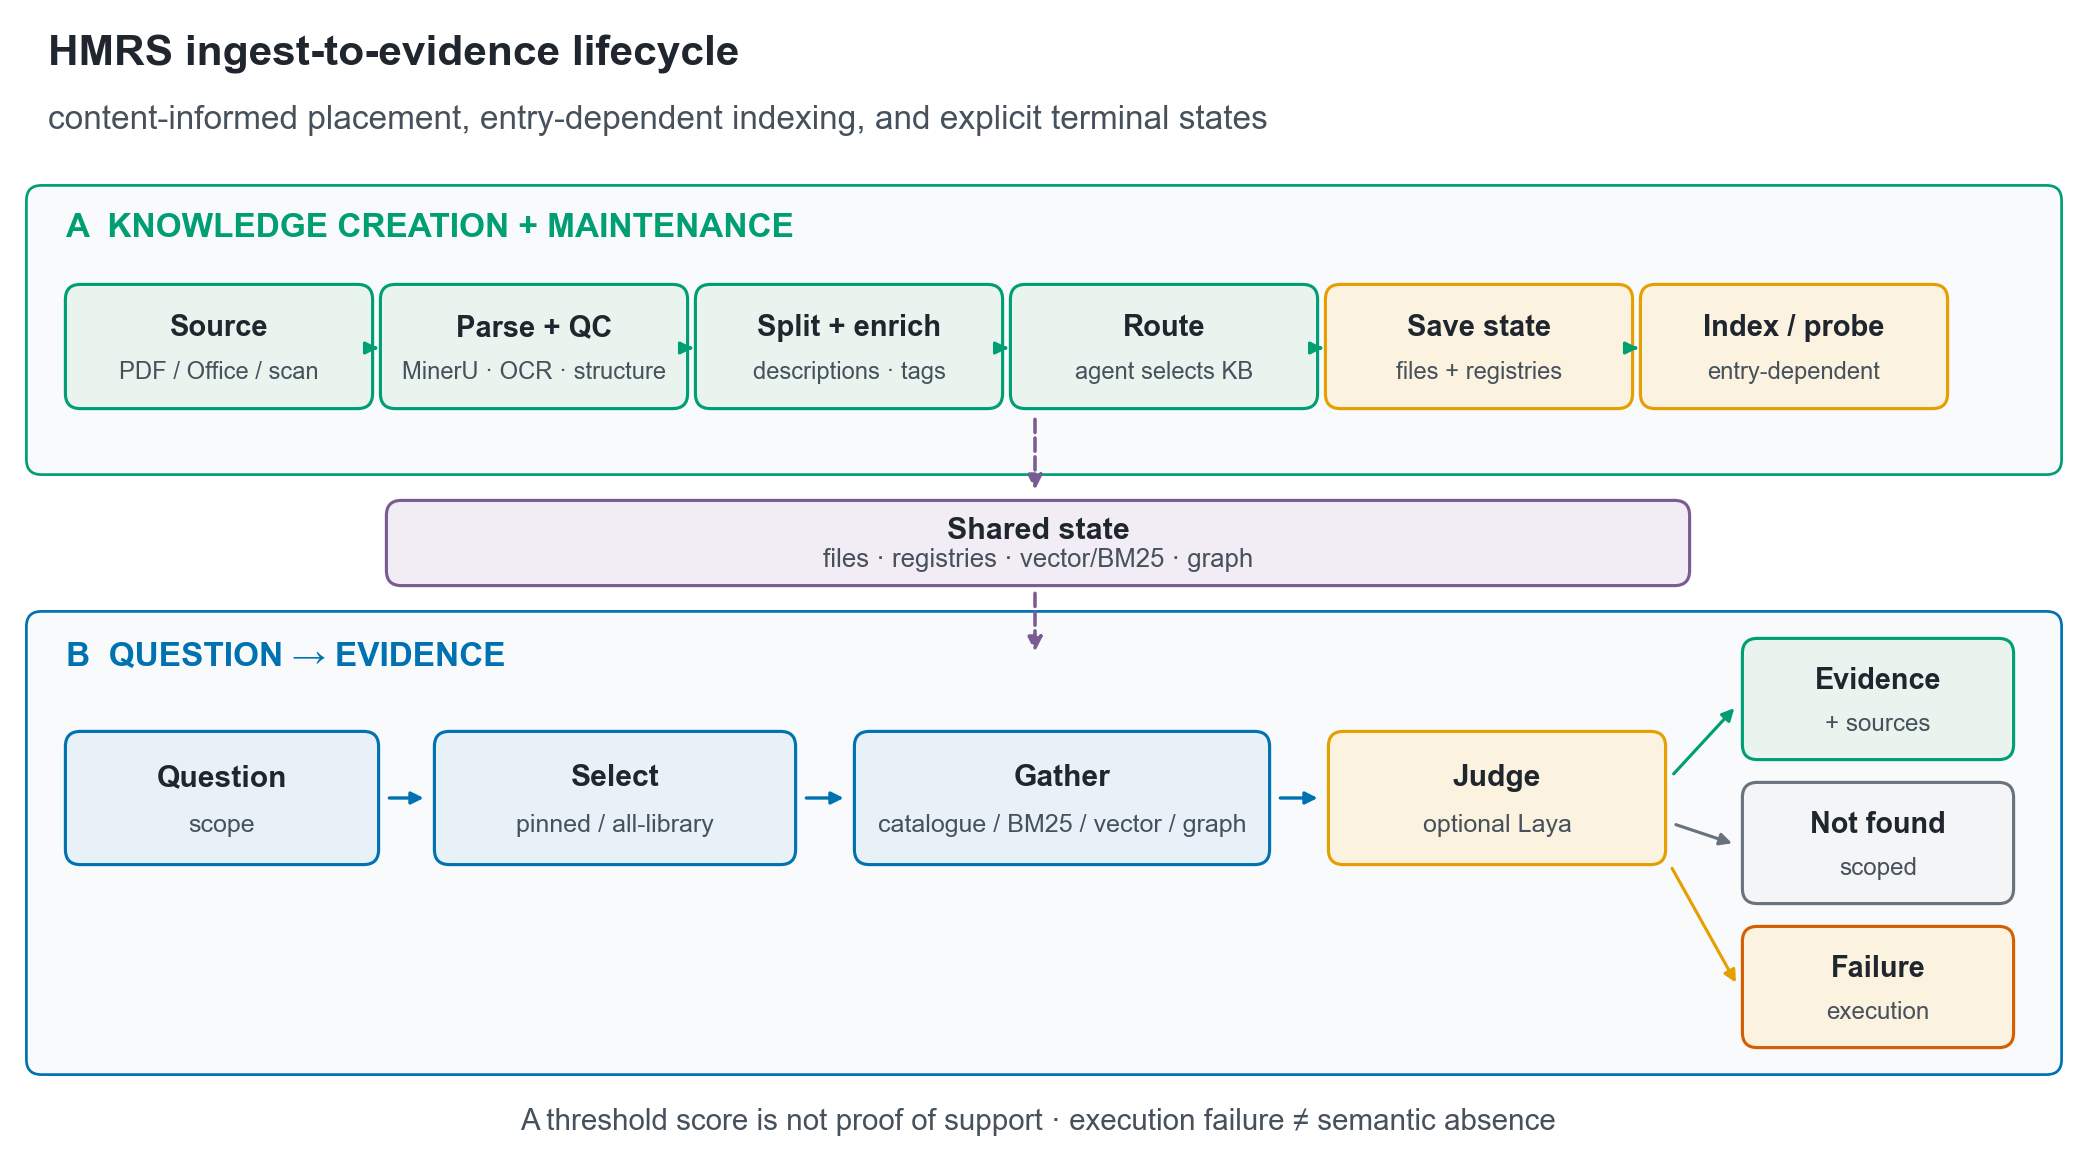 HMRS ingest-to-evidence lifecycle
content-informed placement, entry-dependent indexing, and explicit terminal states
A KNOWLEDGE CREATION + MAINTENANCE
Source
PDF / Office / scan
Parse + QC
MinerU · OCR · structure
Split + enrich
descriptions · tags
Route
agent selects KB
Save state
files + registries
Index / probe
entry-dependent
Shared state
files · registries · vector/BM25 · graph
B QUESTION → EVIDENCE
Question
scope
Select
pinned / all-library
Gather
catalogue / BM25 / vector / graph
Judge
optional Laya
Evidence
+ sources
Not found
scoped
Failure
execution
A threshold score is not proof of support · execution failure ≠ semantic absence